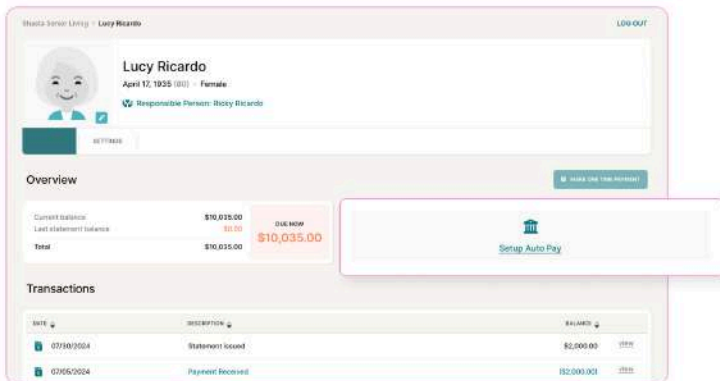 Shasta Senior Living › Lucy Ricardo
LOG OUT
Lucy Ricardo
April 17, 1935 (80) · Female
Responsible Person: Ricky Ricardo
SETTINGS
Overview
MAKE ONE TIME PAYMENT
Current balance $10,035.00
Last statement balance $0.00
Total $10,035.00
DUE NOW
$10,035.00
Setup Auto Pay
Transactions
DATE DESCRIPTION BALANCE
07/30/2024 Statement Issued $2,000.00 view
07/05/2024 Payment Received ($2,000.00) view